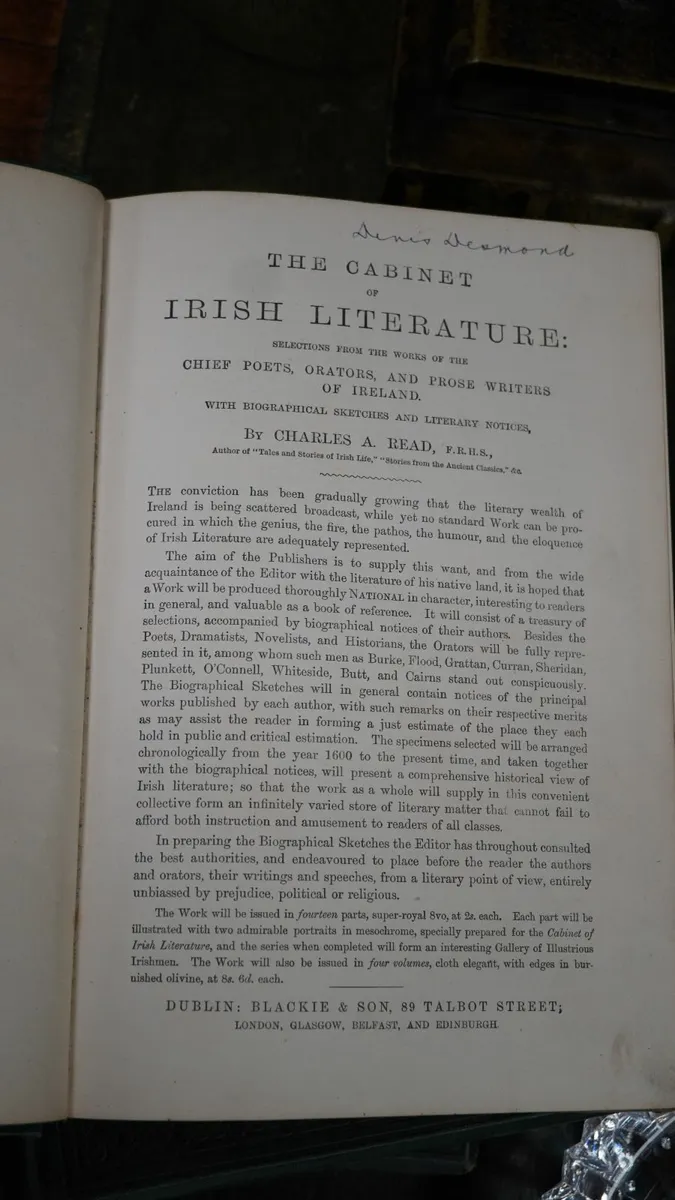 Denis Desmond
THE CABINET
OF
IRISH LITERATURE:
SELECTIONS FROM THE WORKS OF THE
CHIEF POETS, ORATORS, AND PROSE WRITERS
OF IRELAND.
WITH BIOGRAPHICAL SKETCHES AND LITERARY NOTICES,
BY CHARLES A. READ, F.R.H.S.,
Author of "Tales and Stories of Irish Life," "Stories from the Ancient Classics," &c.
THE conviction has been gradually growing that the literary wealth of
Ireland is being scattered broadcast, while yet no standard Work can be pro-
cured in which the genius, the fire, the pathos, the humour, and the eloquence
of Irish Literature are adequately represented.
The aim of the Publishers is to supply this want, and from the wide
acquaintance of the Editor with the literature of his native land, it is hoped that
a Work will be produced thoroughly NATIONAL in character, interesting to readers
in general, and valuable as a book of reference. It will consist of a treasury of
selections, accompanied by biographical notices of their authors. Besides the
Poets, Dramatists, Novelists, and Historians, the Orators will be fully repre-
sented in it, among whom such men as Burke, Flood, Grattan, Curran, Sheridan,
Plunkett, O'Connell, Whiteside, Butt, and Cairns stand out conspicuously.
The Biographical Sketches will in general contain notices of the principal
works published by each author, with such remarks on their respective merits
as may assist the reader in forming a just estimate of the place they each
hold in public and critical estimation. The specimens selected will be arranged
chronologically from the year 1600 to the present time, and taken together
with the biographical notices, will present a comprehensive historical view of
Irish literature; so that the work as a whole will supply in this convenient
collective form an infinitely varied store of literary matter that cannot fail to
afford both instruction and amusement to readers of all classes.
In preparing the Biographical Sketches the Editor has throughout consulted
the best authorities, and endeavoured to place before the reader the authors
and orators, their writings and speeches, from a literary point of view, entirely
unbiassed by prejudice, political or religious.
The Work will be issued in fourteen parts, super-royal 8vo, at 2s. each. Each part will be
illustrated with two admirable portraits in mesochrome, specially prepared for the Cabinet of
Irish Literature, and the series when completed will form an interesting Gallery of Illustrious
Irishmen. The Work will also be issued in four volumes, cloth elegant, with edges in bur-
nished olivine, at 8s. 6d. each.
DUBLIN: BLACKIE & SON, 89 TALBOT STREET;
LONDON, GLASGOW, BELFAST, AND EDINBURGH.